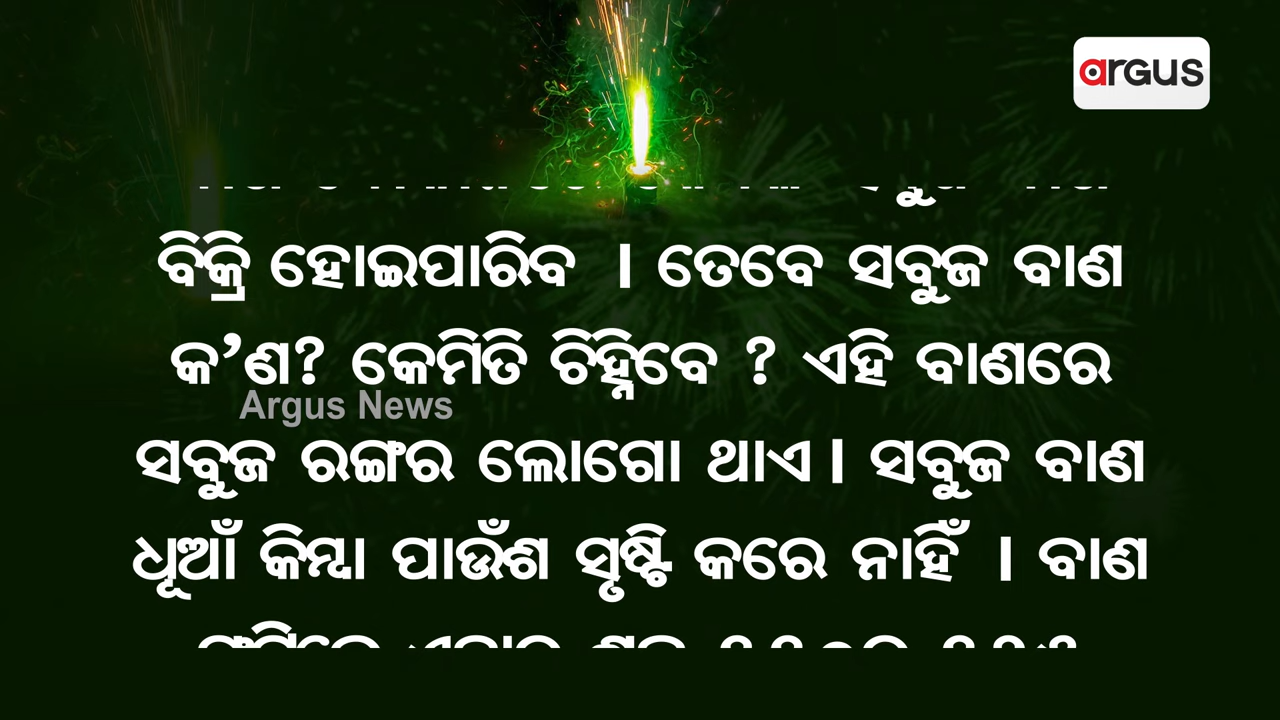 argus
ବିକ୍ରି ହୋଇପାରିବ । ତେବେ ସବୁଜ ବାଣ
କ’ଣ? କେମିତି ଚିହ୍ନିବେ ? ଏହି ବାଣରେ
Argus News
ସବୁଜ ରଙ୍ଗର ଲୋଗୋ ଥାଏ । ସବୁଜ ବାଣ
ଧୂଆଁ କିମ୍ବା ପାଉଁଶ ସୃଷ୍ଟି କରେ ନାହିଁ । ବାଣ